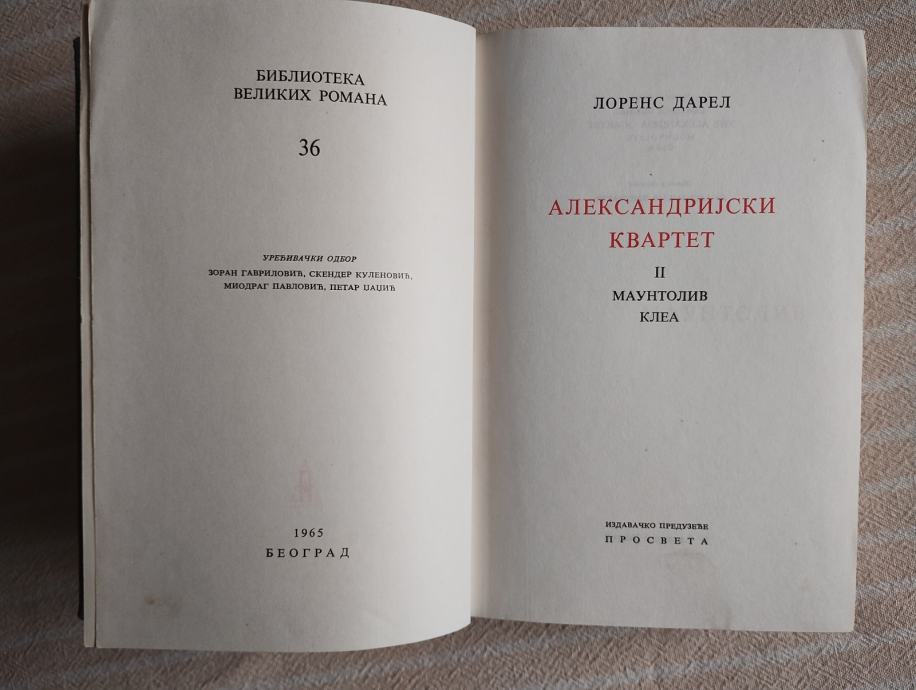 БИБЛИОТЕКА
ВЕЛИКИХ РОМАНА
36
УРЕЂИВАЧКИ ОДБОР
ЗОРАН ГАВРИЛОВИЋ, СКЕНДЕР КУЛЕНОВИЋ,
МИОДРАГ ПАВЛОВИЋ, ПЕТАР ЏАЏИЋ
1965
БЕОГРАД
ЛОРЕНС ДАРЕЛ
АЛЕКСАНДРИЈСКИ
КВАРТЕТ
II
МАУНТОЛИВ
КЛЕА
ИЗДАВАЧКО ПРЕДУЗЕЋЕ
ПРОСВЕТА